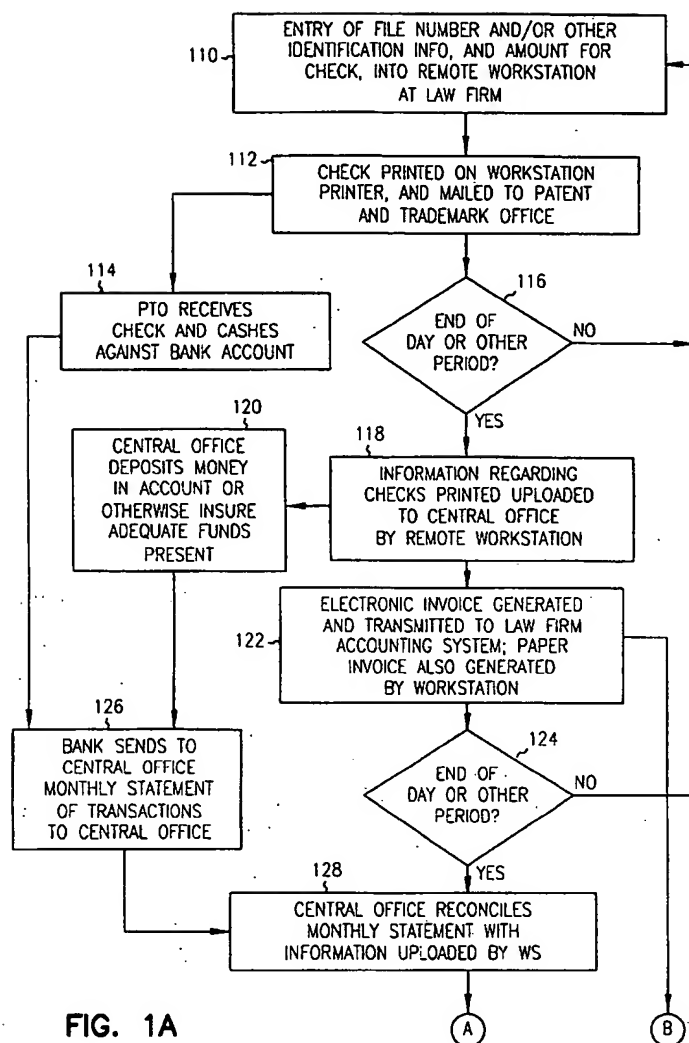 110
ENTRY OF FILE NUMBER AND/OR OTHER
IDENTIFICATION INFO, AND AMOUNT FOR
CHECK, INTO REMOTE WORKSTATION
AT LAW FIRM
112
CHECK PRINTED ON WORKSTATION
PRINTER, AND MAILED TO PATENT
AND TRADEMARK OFFICE
114
PTO RECEIVES
CHECK AND CASHES
AGAINST BANK ACCOUNT
116
END OF
DAY OR OTHER
PERIOD?
NO
YES
120
CENTRAL OFFICE
DEPOSITS MONEY
IN ACCOUNT OR
OTHERWISE INSURE
ADEQUATE FUNDS
PRESENT
118
INFORMATION REGARDING
CHECKS PRINTED UPLOADED
TO CENTRAL OFFICE
BY REMOTE WORKSTATION
122
ELECTRONIC INVOICE GENERATED
AND TRANSMITTED TO LAW FIRM
ACCOUNTING SYSTEM; PAPER
INVOICE ALSO GENERATED
BY WORKSTATION
126
BANK SENDS TO
CENTRAL OFFICE
MONTHLY STATEMENT
OF TRANSACTIONS
TO CENTRAL OFFICE
124
END OF
DAY OR OTHER
PERIOD?
NO
YES
128
CENTRAL OFFICE RECONCILES
MONTHLY STATEMENT WITH
INFORMATION UPLOADED BY WS
FIG. 1A
A
B